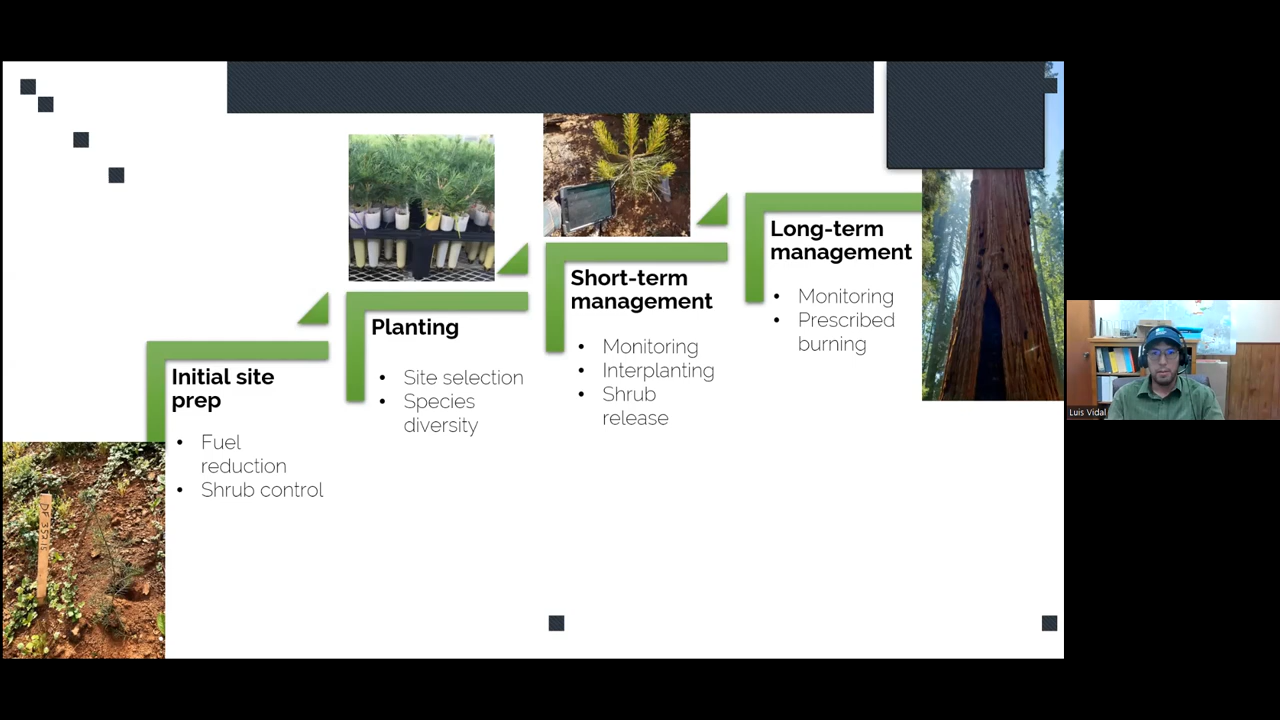 Initial site
prep
• Fuel
reduction
• Shrub control
Planting
• Site selection
• Species
diversity
Short-term
management
• Monitoring
• Interplanting
• Shrub
release
Long-term
management
• Monitoring
• Prescribed
burning
Luis Vidal